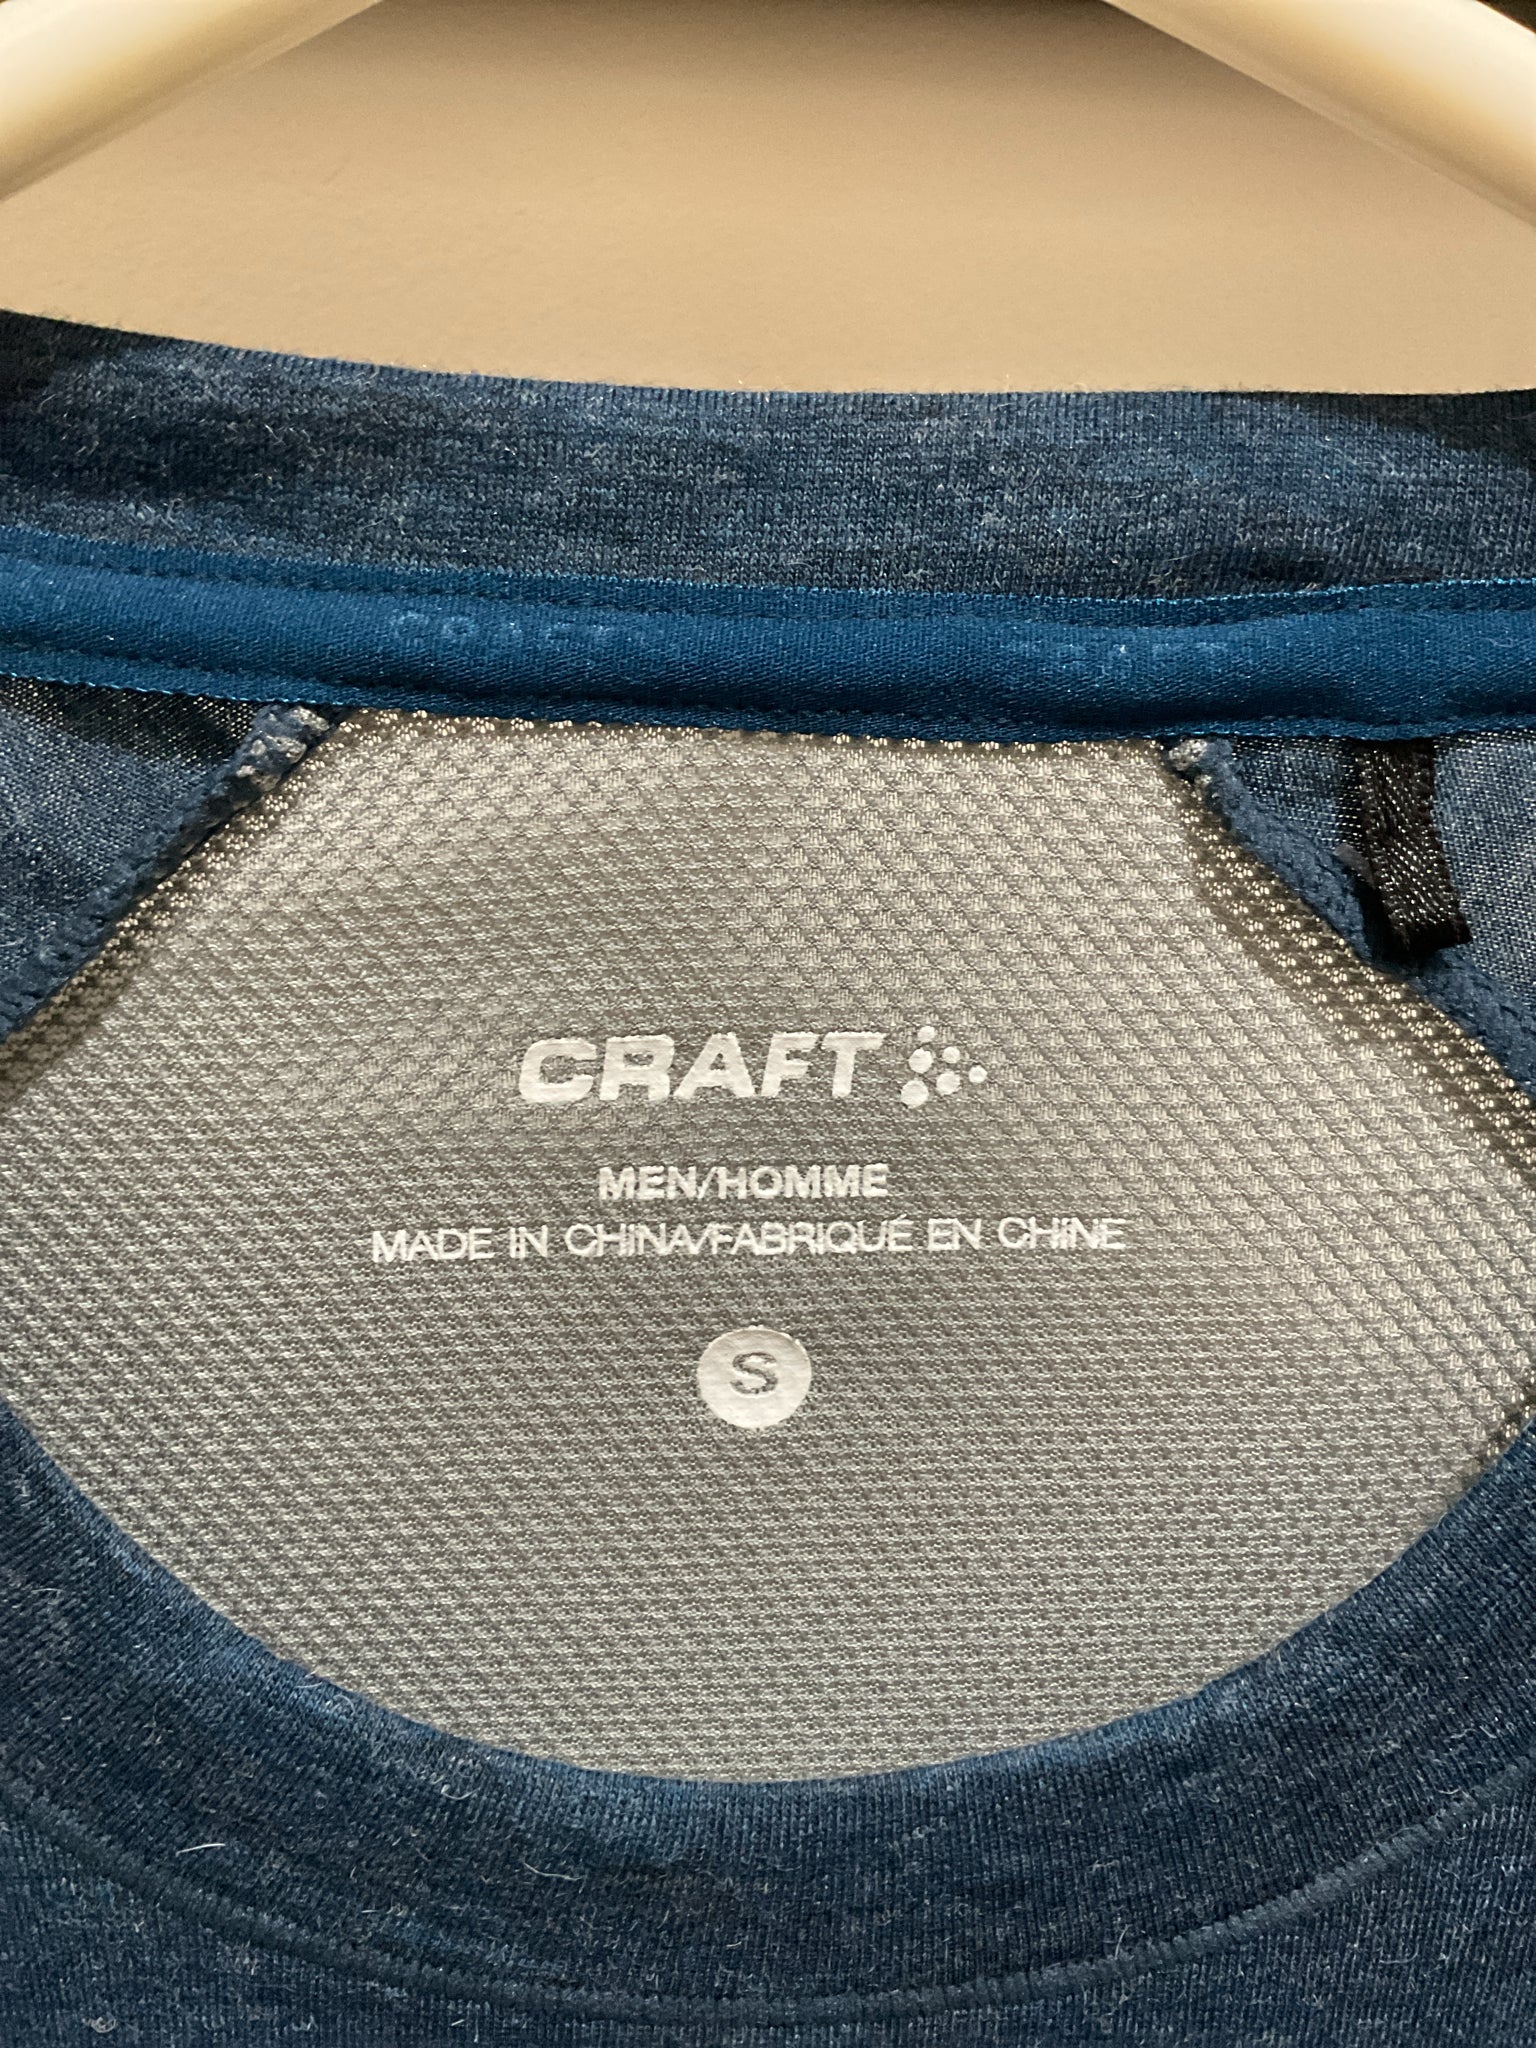 CRAFT
MEN/HOMME
MADE IN CHINA/FABRIQUÉ EN CHINE
S